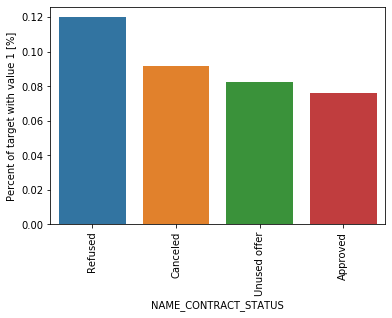 Percent of target with value 1 [%]
0.12
0.10
0.08
0.06
0.04
0.02
0.00
Refused
Canceled
Unused offer
Approved
NAME_CONTRACT_STATUS